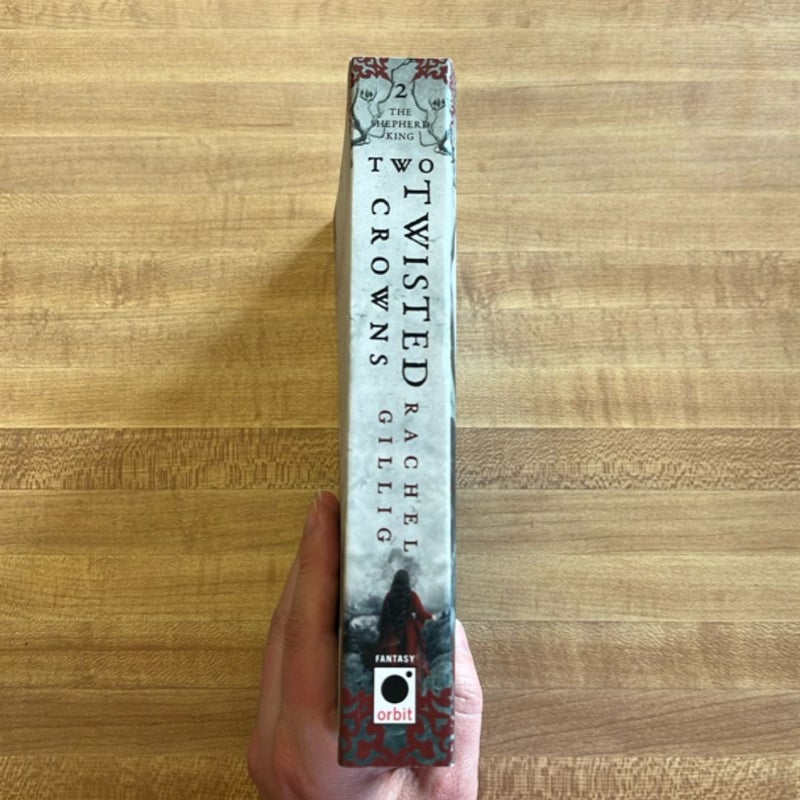 2
THE
SHEPHERD
KING
TWO
TWISTED
CROWNS
RACHEL
GILLIG
FANTASY
orbit